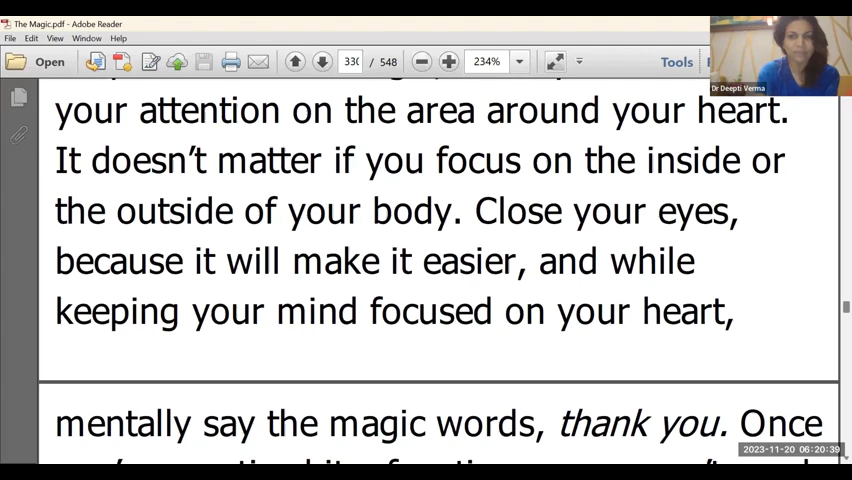 The Magic.pdf - Adobe Reader
File Edit View Window Help
Open 330 / 548 234% Tools
Dr Deepti Verma
your attention on the area around your heart.
It doesn't matter if you focus on the inside or
the outside of your body. Close your eyes,
because it will make it easier, and while
keeping your mind focused on your heart,
mentally say the magic words, thank you. Once
2023-11-20 06:20:39